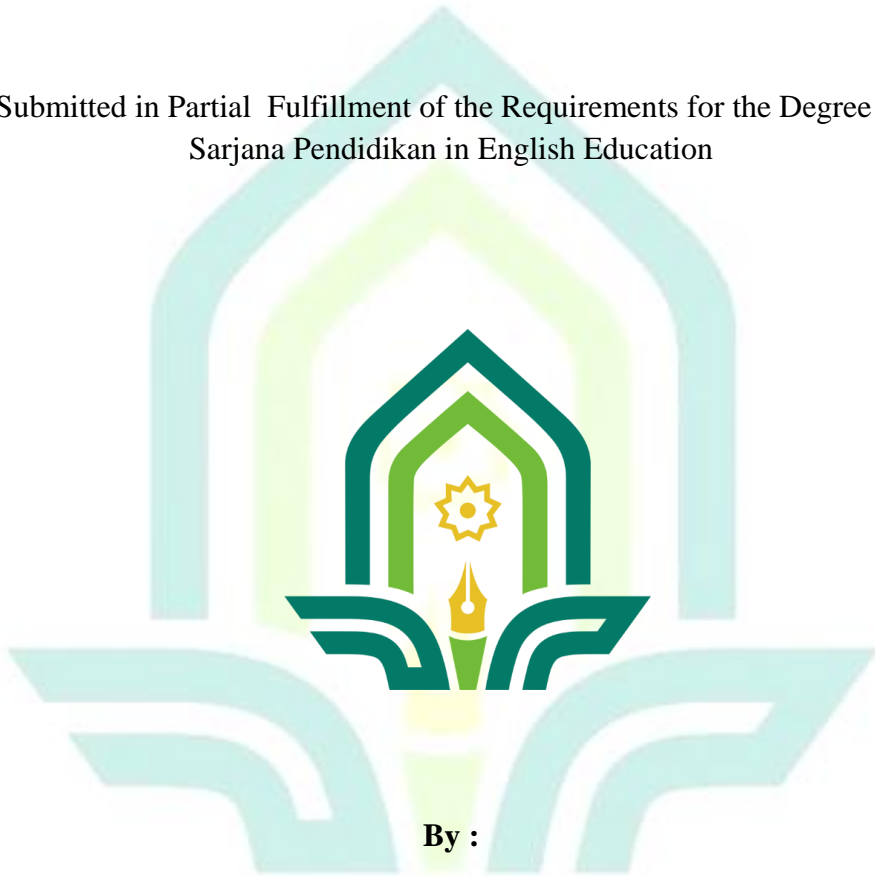 Submitted in Partial Fulfillment of the Requirements for the Degree
Sarjana Pendidikan in English Education
By :